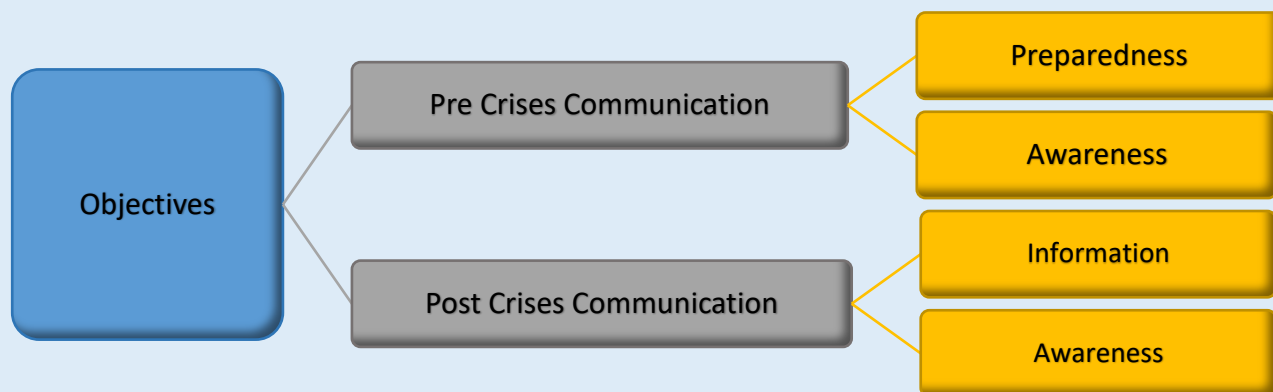 Objectives
Pre Crises Communication
Preparedness
Awareness
Post Crises Communication
Information
Awareness